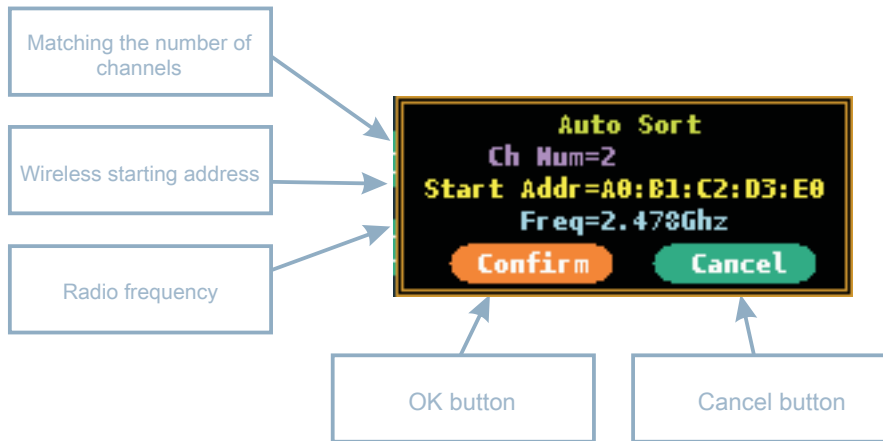 Matching the number of
channels
Wireless starting address
Radio frequency
Auto Sort
Ch Num=2
Start Addr=A0:B1:C2:D3:E0
Freq=2.478Ghz
Confirm
Cancel
OK button
Cancel button